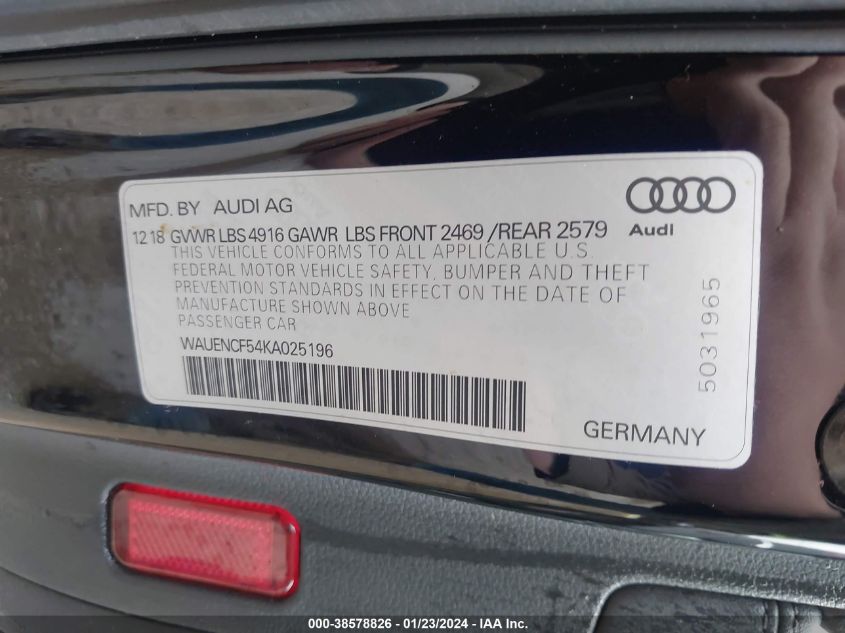 MFD. BY AUDI AG
Audi
12 18 GVWR LBS 4916 GAWR LBS FRONT 2469 /REAR 2579
THIS VEHICLE CONFORMS TO ALL APPLICABLE U.S.
FEDERAL MOTOR VEHICLE SAFETY, BUMPER AND THEFT
PREVENTION STANDARDS IN EFFECT ON THE DATE OF
MANUFACTURE SHOWN ABOVE
PASSENGER CAR
WAUENCF54KA025196
5031965
GERMANY
000-38578826 - 01/23/2024 - © IAA Holdings, LLC.